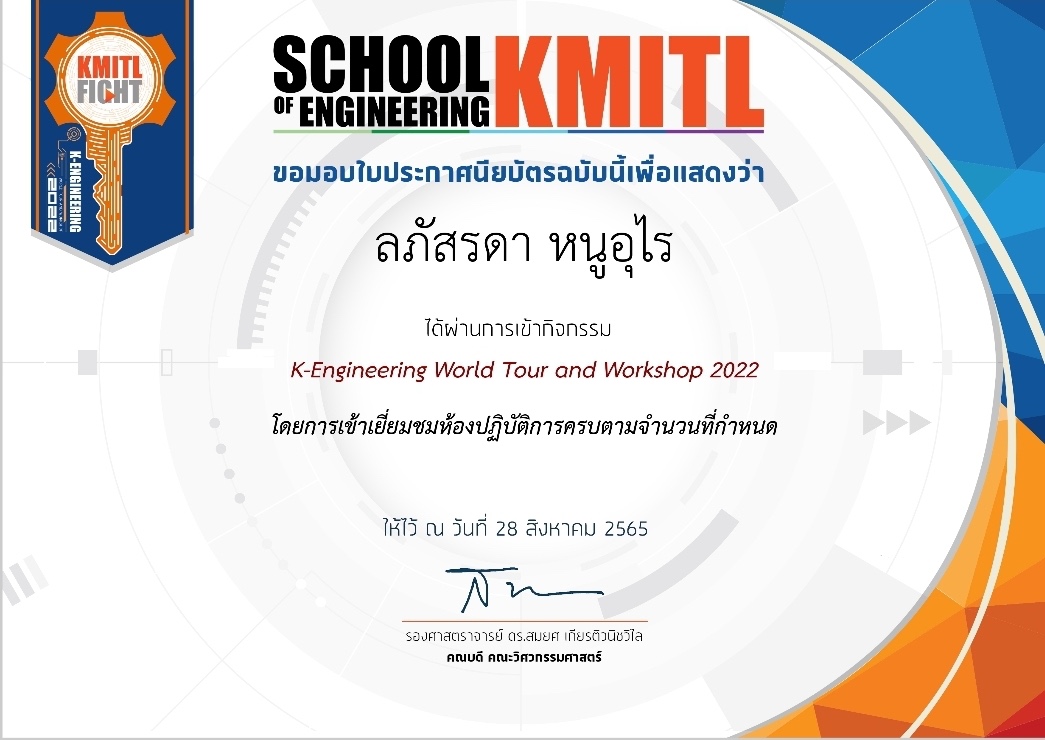 KMITL
FIGHT
K-ENGINEERING
2022
SCHOOL
OF ENGINEERING
KMITL
ขอมอบใบประกาศนียบัตรฉบับนี้เพื่อแสดงว่า
ลภัสรดา หนูอุไร
ได้ผ่านการเข้ากิจกรรม
K-Engineering World Tour and Workshop 2022
โดยการเข้าเยี่ยมชมห้องปฏิบัติการครบตามจำนวนที่กำหนด
ให้ไว้ ณ วันที่ 28 สิงหาคม 2565
รองศาสตราจารย์ ดร.สมยศ เกียรติวนิชวิไล
คณบดี คณะวิศวกรรมศาสตร์